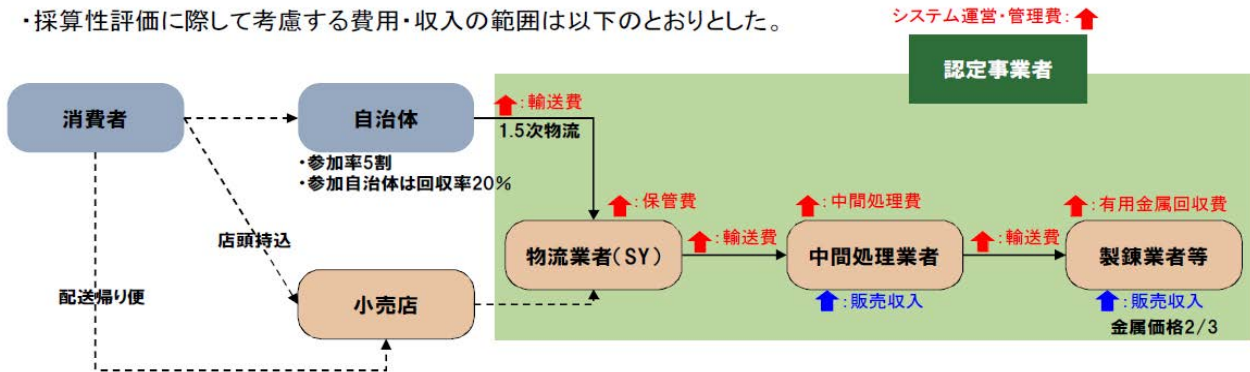 ・採算性評価に際して考慮する費用・収入の範囲は以下のとおりとした。
システム運営・管理費：
認定事業者
消費者
自治体
：輸送費
1.5次物流
・参加率5割
・参加自治体は回収率20％
：保管費
：中間処理費
：有用金属回収費
店頭持込
物流業者（SY）
：輸送費
中間処理業者
：輸送費
製錬業者等
配送帰り便
小売店
：販売収入
：販売収入
金属価格2/3